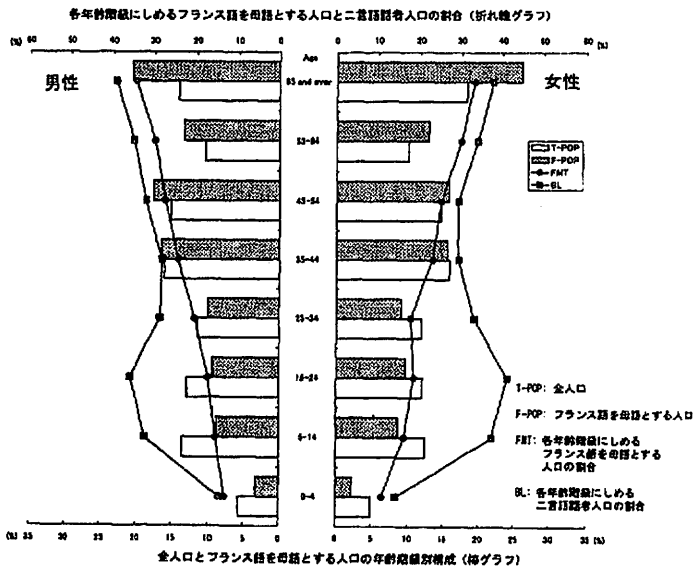 各年齢階級にしめるフランス語を母語とする人口と二言語話者人口の割合（折れ線グラフ）
(%) 60 50 40 30 20 10 0 0 10 20 30 40 50 60 (%)
男性
Age
女性
65 and over
55-64
45-54
35-44
25-34
15-24
5-14
0-4
T-POP
F-POP
FMT
BL
T-POP: 全人口
F-POP: フランス語を母語とする人口
FMT: 各年齢階級にしめる
フランス語を母語とする
人口の割合
BL: 各年齢階級にしめる
二言語話者人口の割合
(%) 35 30 25 20 15 10 5 0 0 5 10 15 20 25 30 35 (%)
全人口とフランス語を母語とする人口の年齢階級別構成（棒グラフ）